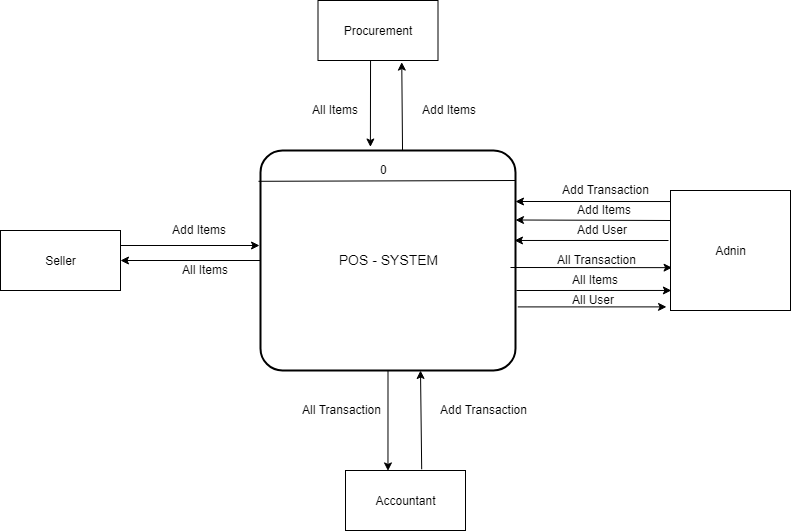 Procurement
All Items
Add Items
0
Add Transaction
Add Items
Add User
Add Items
Seller
POS - SYSTEM
All Transaction
Adnin
All Items
All Items
All User
All Transaction
Add Transaction
Accountant